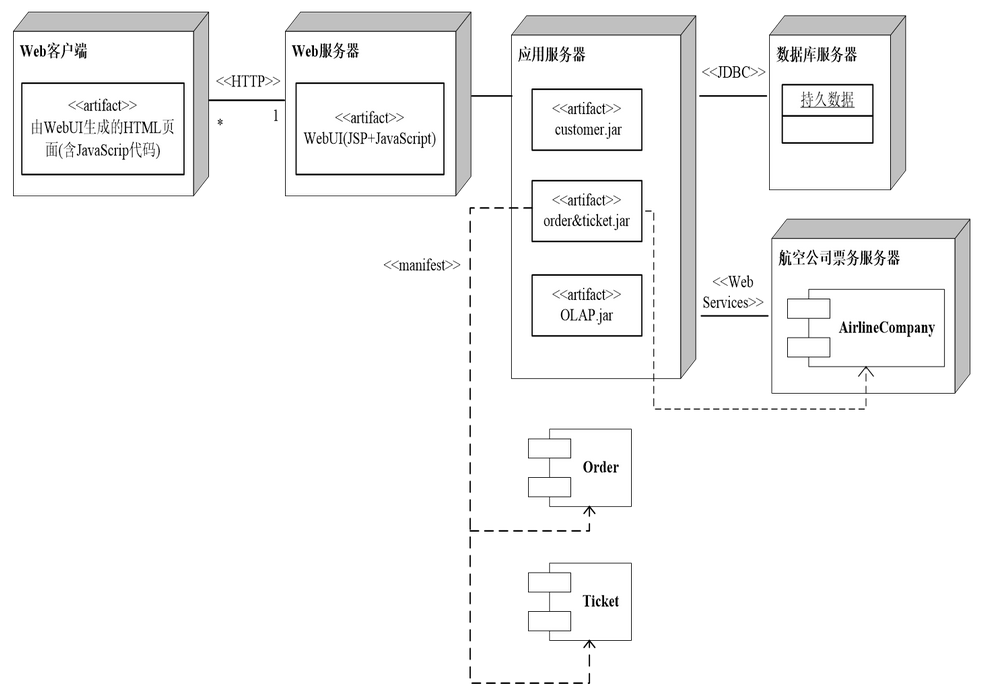 Web客户端
<<artifact>>
由WebUI生成的HTML页
面(含JavaScrip代码)
<<HTTP>>
*
1
Web服务器
<<artifact>>
WebUI(JSP+JavaScript)
应用服务器
<<artifact>>
customer.jar
<<artifact>>
order&ticket.jar
<<artifact>>
OLAP.jar
<<JDBC>>
数据库服务器
持久数据
<<Web
Services>>
航空公司票务服务器
AirlineCompany
<<manifest>>
Order
Ticket